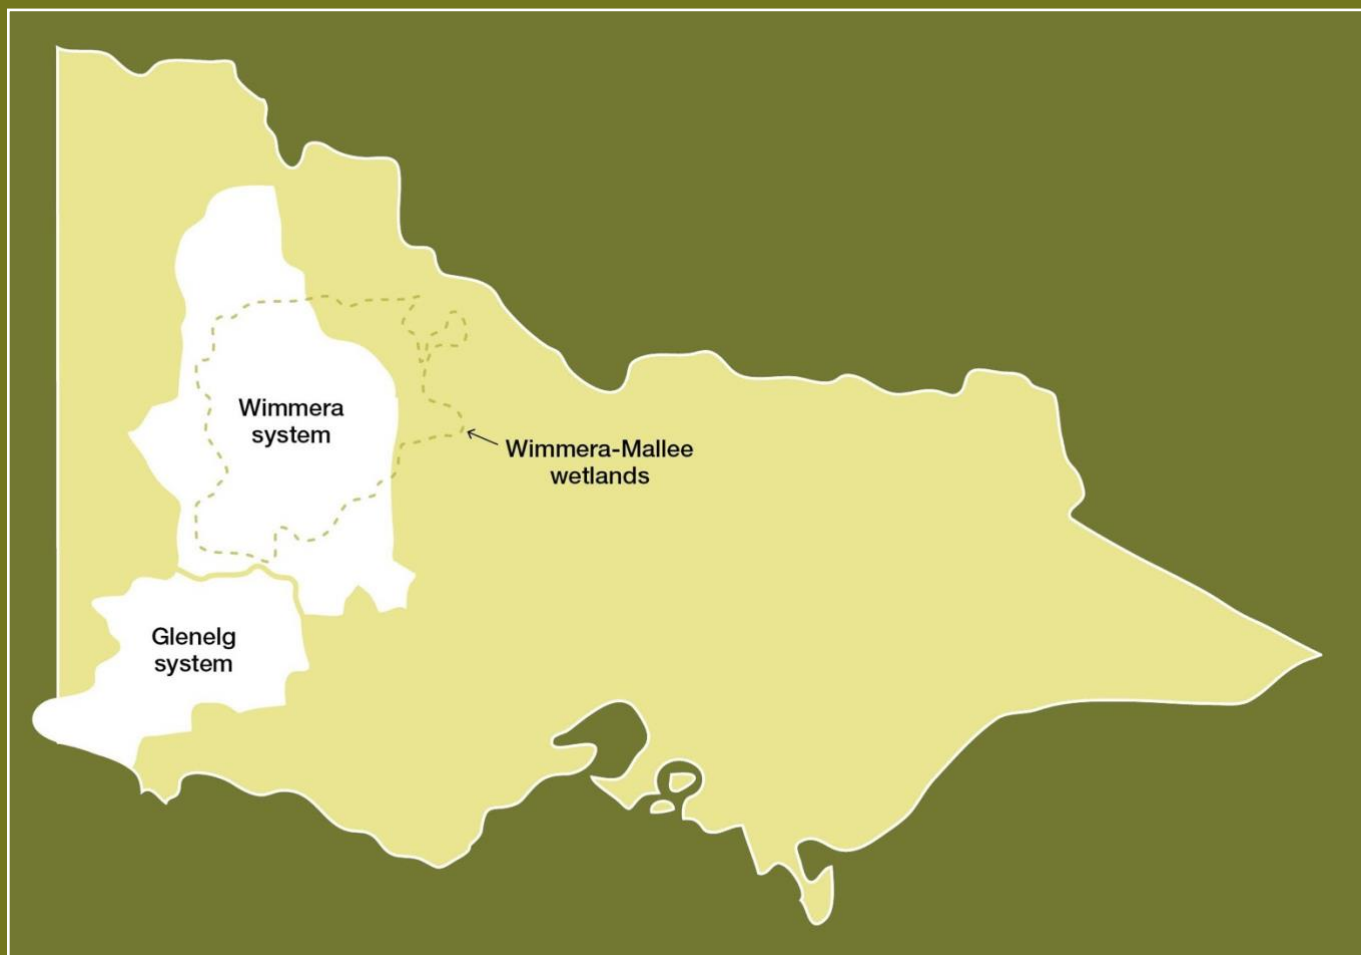 Wimmera
system
Wimmera-Mallee
wetlands
Glenelg
system